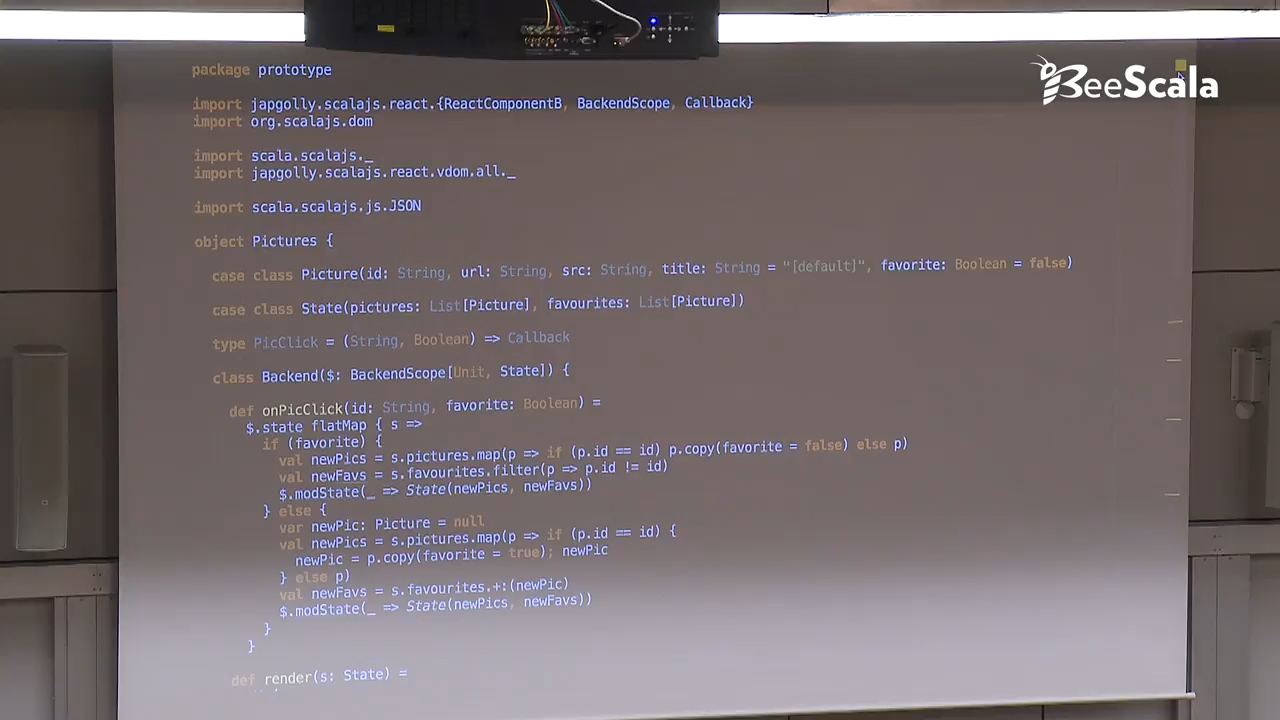 BeeScala
package prototype
import japgolly.scalajs.react.{ReactComponentB, BackendScope, Callback}
import org.scalajs.dom
import scala.scalajs._
import japgolly.scalajs.react.vdom.all._
import scala.scalajs.js.JSON
object Pictures {
case class Picture(id: String, url: String, src: String, title: String = "[default]", favorite: Boolean = false)
case class State(pictures: List[Picture], favourites: List[Picture])
type PicClick = (String, Boolean) => Callback
class Backend($: BackendScope[Unit, State]) {
def onPicClick(id: String, favorite: Boolean) =
$.state flatMap { s =>
if (favorite) {
val newPics = s.pictures.map(p => if (p.id == id) p.copy(favorite = false) else p)
val newFavs = s.favourites.filter(p => p.id != id)
$.modState(_ => State(newPics, newFavs))
} else {
var newPic: Picture = null
val newPics = s.pictures.map(p => if (p.id == id) {
newPic = p.copy(favorite = true); newPic
} else p)
val newFavs = s.favourites.+:(newPic)
$.modState(_ => State(newPics, newFavs))
}
}
def render(s: State) =